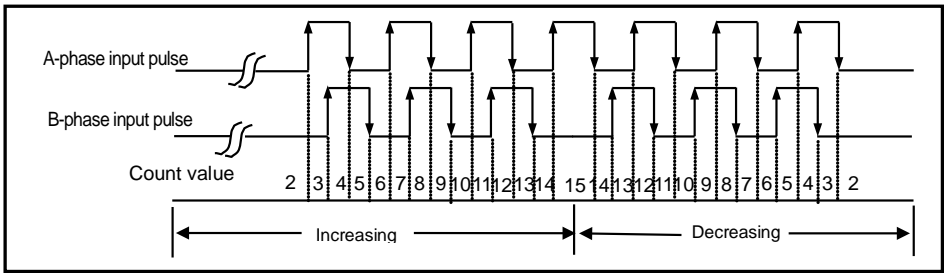 A-phase input pulse
B-phase input pulse
Count value 2 3 4 5 6 7 8 9 10 11 12 13 14 15 14 13 12 11 10 9 8 7 6 5 4 3 2
Increasing Decreasing